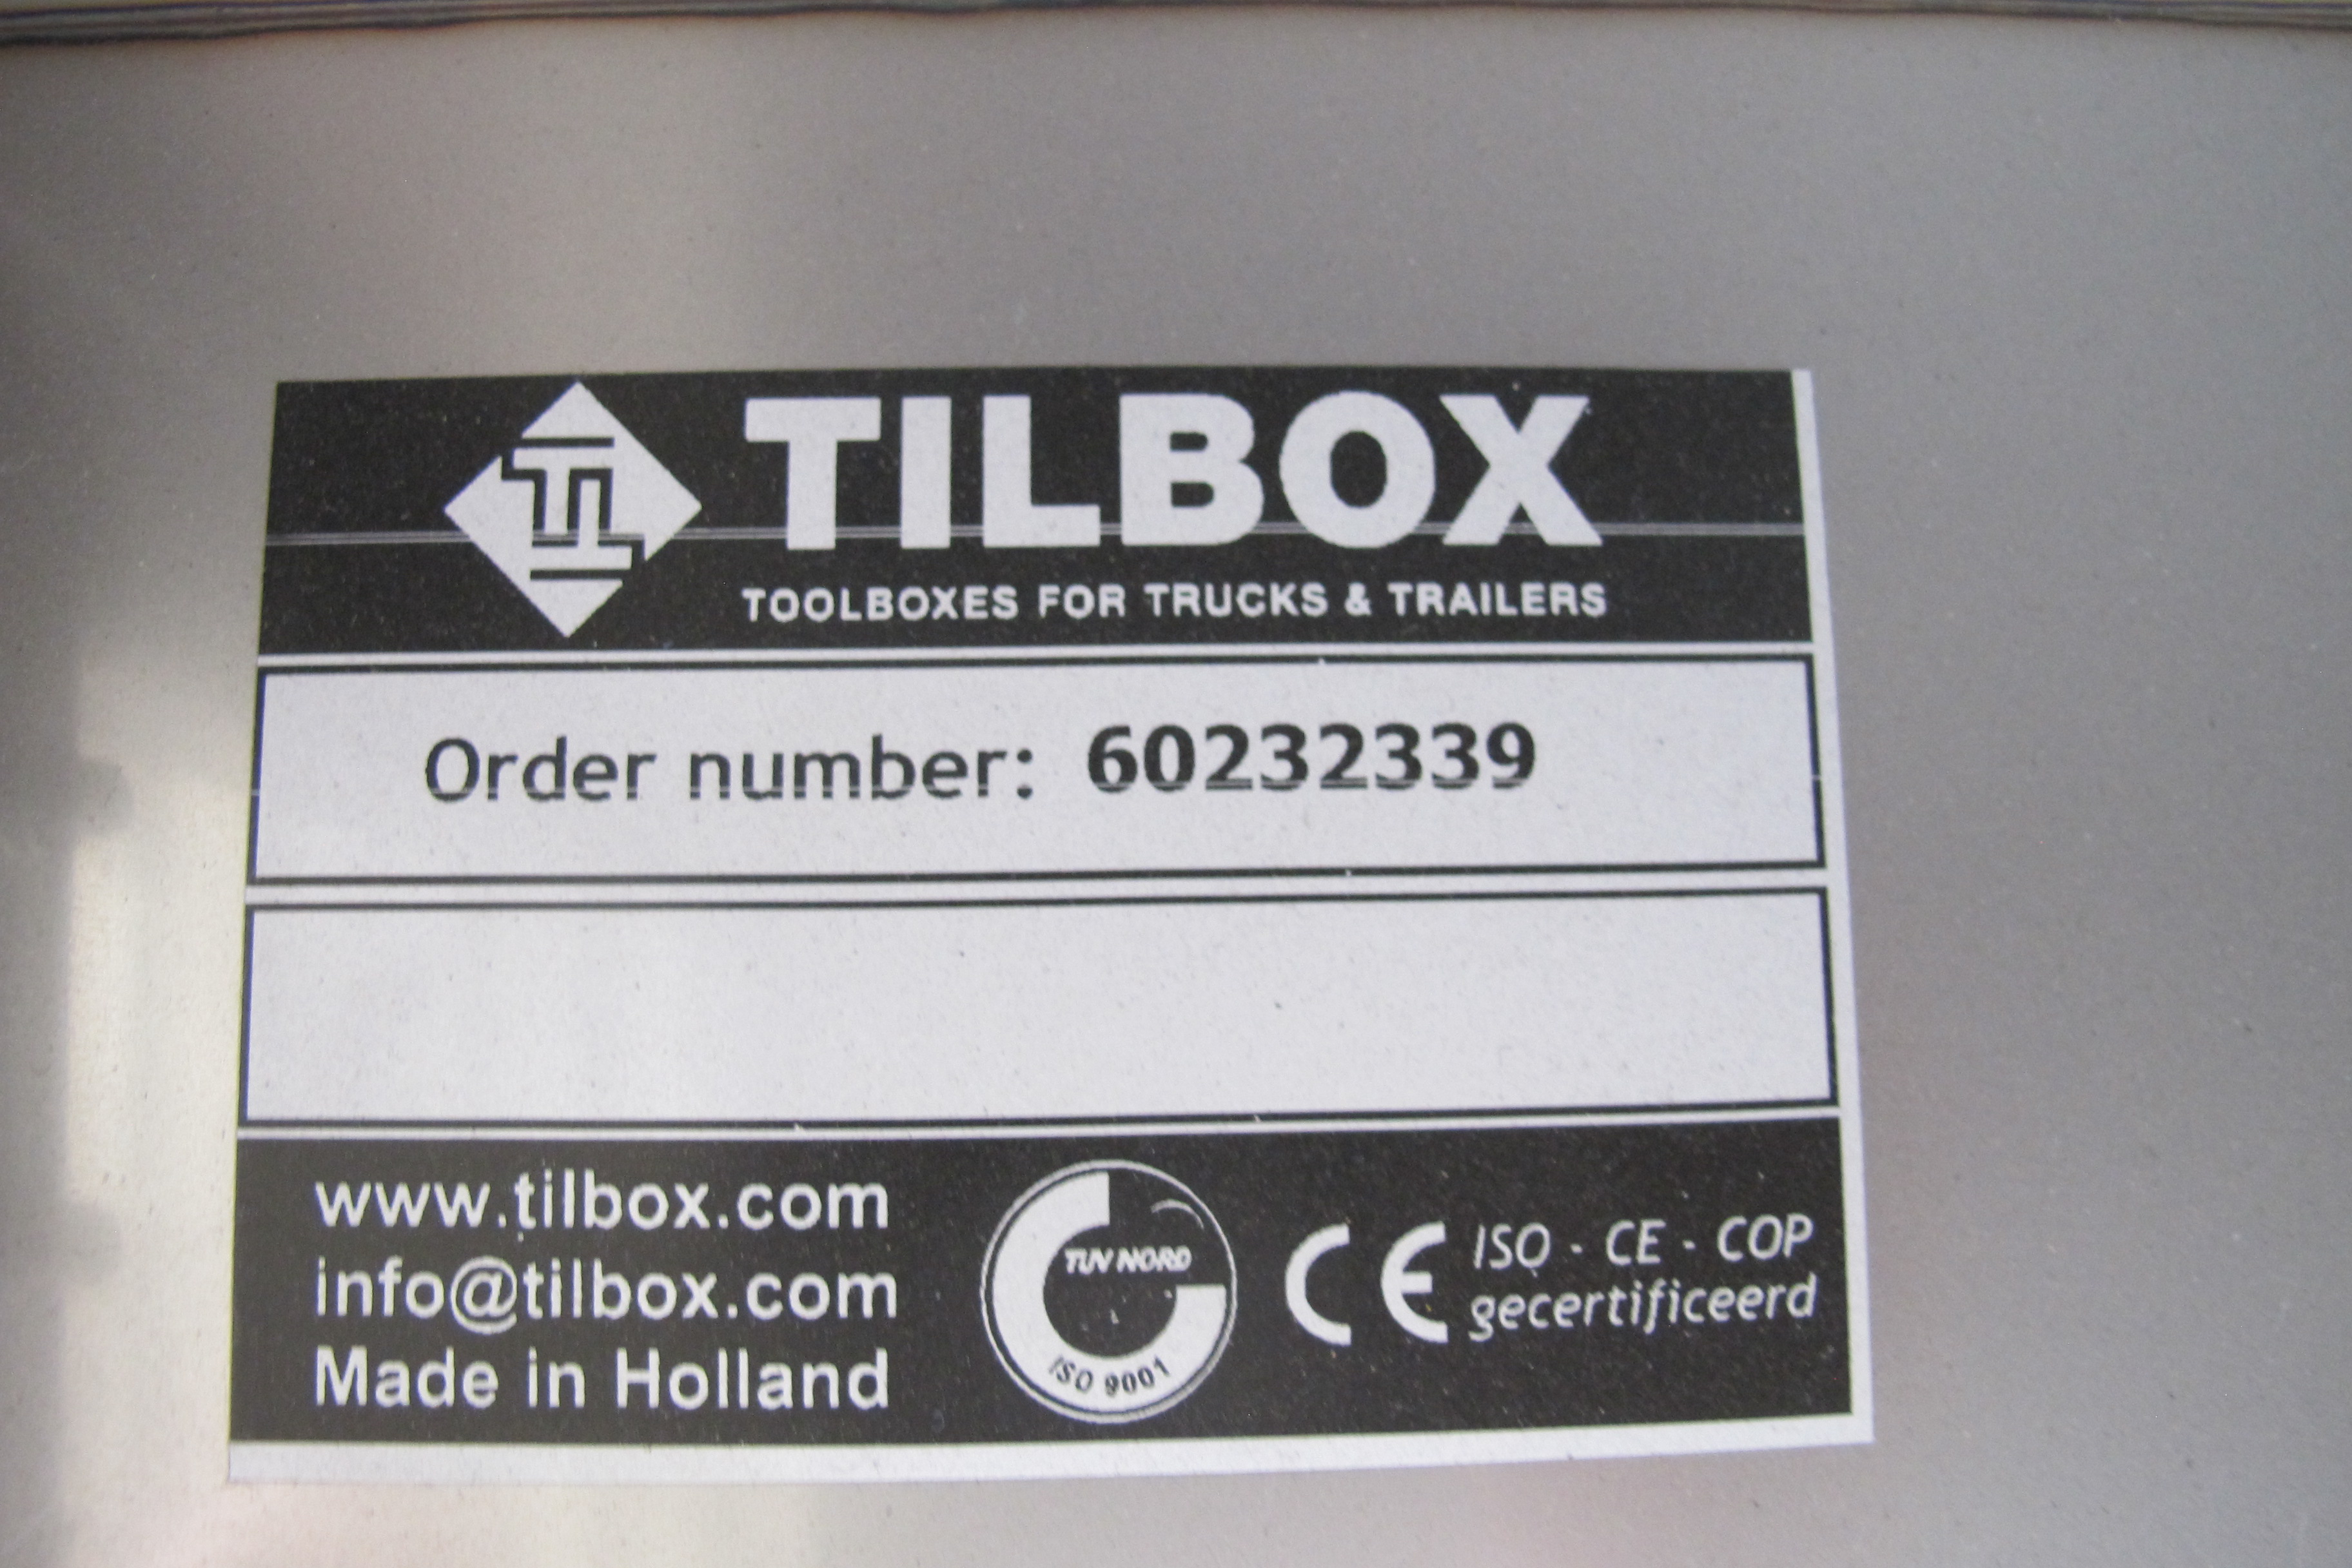 TILBOX
TOOLBOXES FOR TRUCKS & TRAILERS
Order number: 60232339
www.tilbox.com
info@tilbox.com
Made in Holland
TUV NORD
ISO 9001
CE
ISO - CE - COP
gecertificeerd